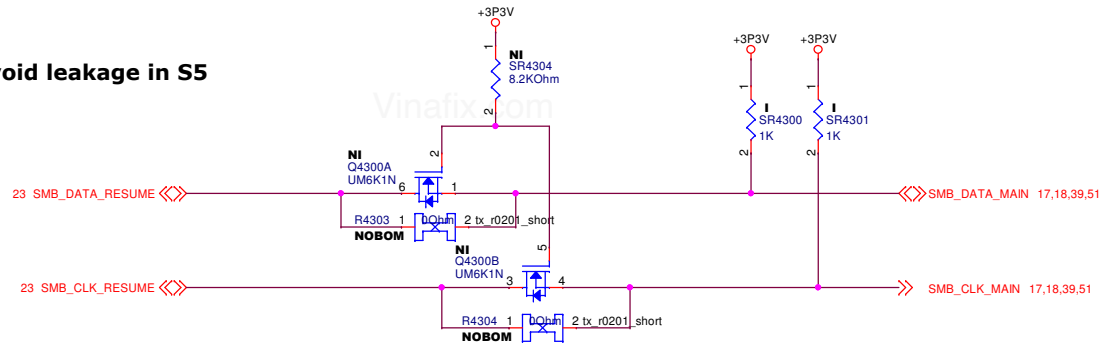 +3P3V
+3P3V
+3P3V
void leakage in S5
1
NI
SR4304
8.2KOhm
2
Vinafix.com
1
I
SR4300
1K
2
1
I
SR4301
1K
2
NI
Q4300A
UM6K1N
2
23 SMB_DATA_RESUME
6
1
SMB_DATA_MAIN 17,18,39,51
R4303 1 0Ohm 2 tx_r0201_short
NOBOM
NI
Q4300B
UM6K1N
5
23 SMB_CLK_RESUME
3
4
SMB_CLK_MAIN 17,18,39,51
R4304 1 0Ohm 2 tx_r0201_short
NOBOM